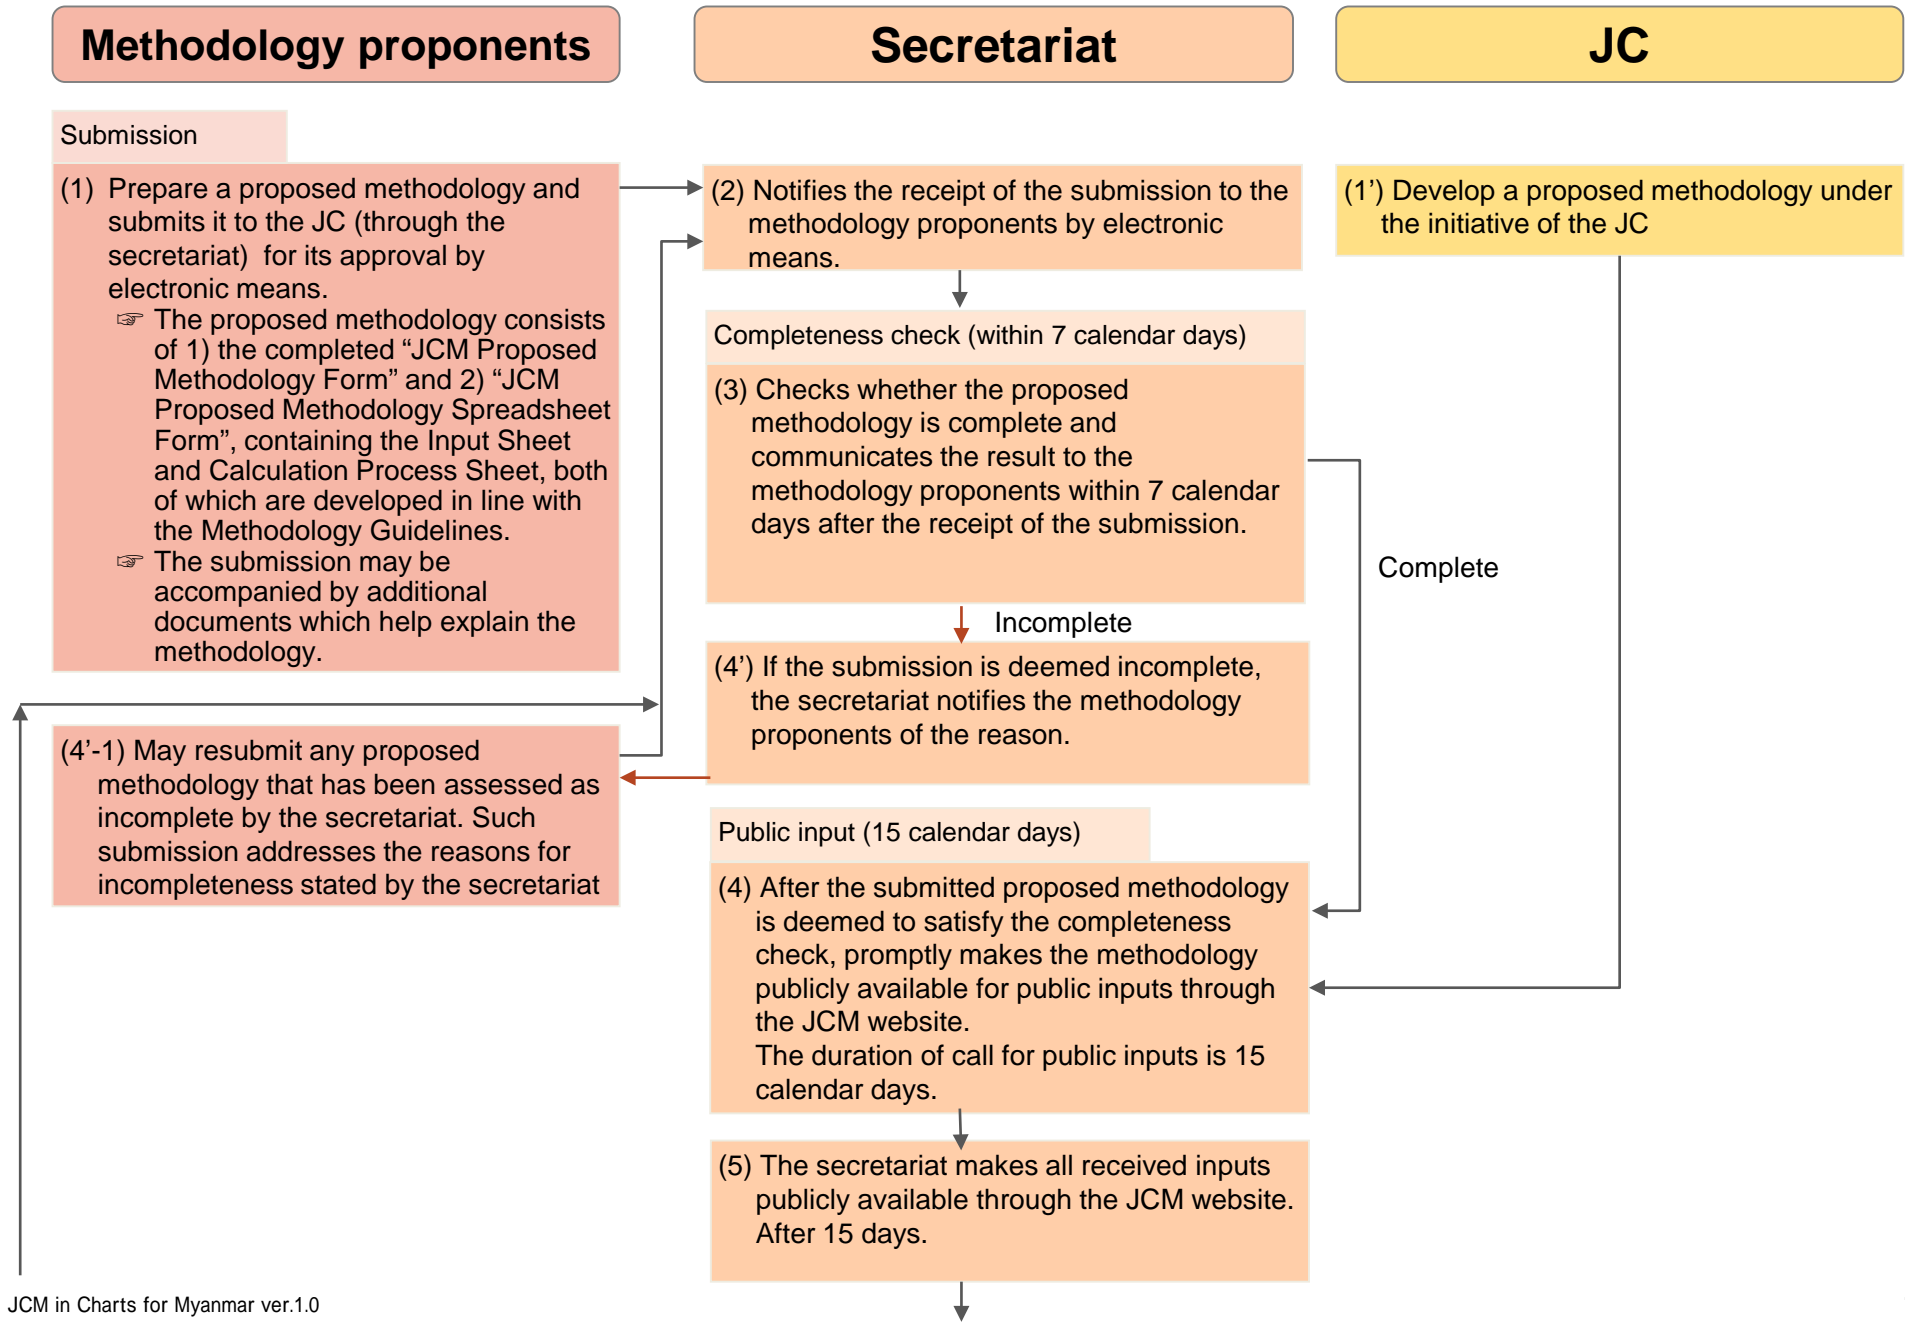 Methodology proponents
Secretariat
JC
Submission
(1) Prepare a proposed methodology and
submits it to the JC (through the
secretariat) for its approval by
electronic means.
☞ The proposed methodology consists
of 1) the completed “JCM Proposed
Methodology Form” and 2) “JCM
Proposed Methodology Spreadsheet
Form”, containing the Input Sheet
and Calculation Process Sheet, both
of which are developed in line with
the Methodology Guidelines.
☞ The submission may be
accompanied by additional
documents which help explain the
methodology.
(2) Notifies the receipt of the submission to the
methodology proponents by electronic
means.
(1’) Develop a proposed methodology under
the initiative of the JC
Completeness check (within 7 calendar days)
(3) Checks whether the proposed
methodology is complete and
communicates the result to the
methodology proponents within 7 calendar
days after the receipt of the submission.
Complete
Incomplete
(4’) If the submission is deemed incomplete,
the secretariat notifies the methodology
proponents of the reason.
(4’-1) May resubmit any proposed
methodology that has been assessed as
incomplete by the secretariat. Such
submission addresses the reasons for
incompleteness stated by the secretariat
Public input (15 calendar days)
(4) After the submitted proposed methodology
is deemed to satisfy the completeness
check, promptly makes the methodology
publicly available for public inputs through
the JCM website.
The duration of call for public inputs is 15
calendar days.
(5) The secretariat makes all received inputs
publicly available through the JCM website.
After 15 days.
JCM in Charts for Myanmar ver.1.0